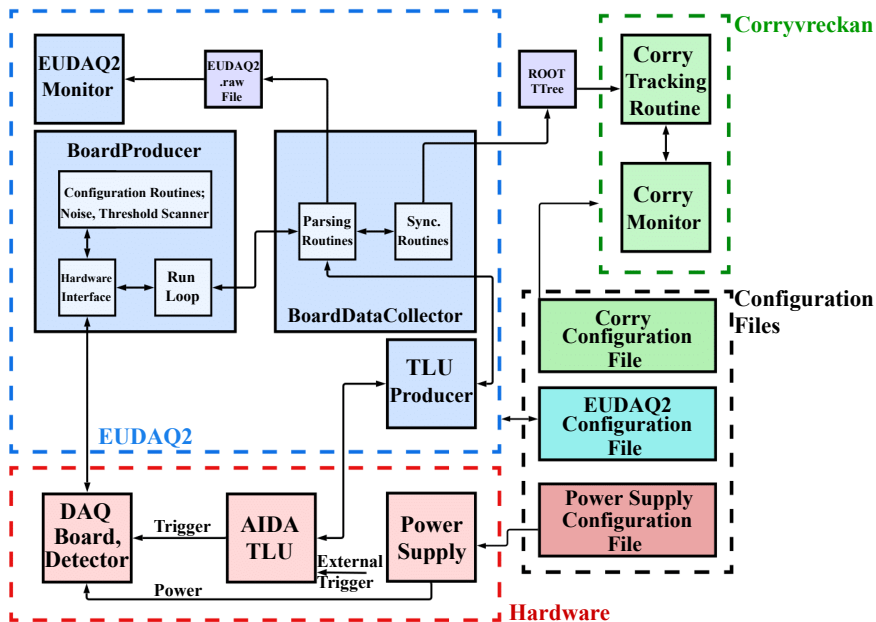 Corryvreckan
EUDAQ2
Monitor
EUDAQ2
.raw
File
ROOT
TTree
Corry
Tracking
Routine
BoardProducer
Configuration Routines;
Noise, Threshold Scanner
Hardware
Interface
Run
Loop
Parsing
Routines
Sync.
Routines
BoardDataCollector
Corry
Monitor
Configuration
Files
Corry
Configuration
File
TLU
Producer
EUDAQ2
Configuration
File
EUDAQ2
DAQ
Board,
Detector
Trigger
AIDA
TLU
External
Trigger
Power
Supply
Power
Power Supply
Configuration
File
Hardware